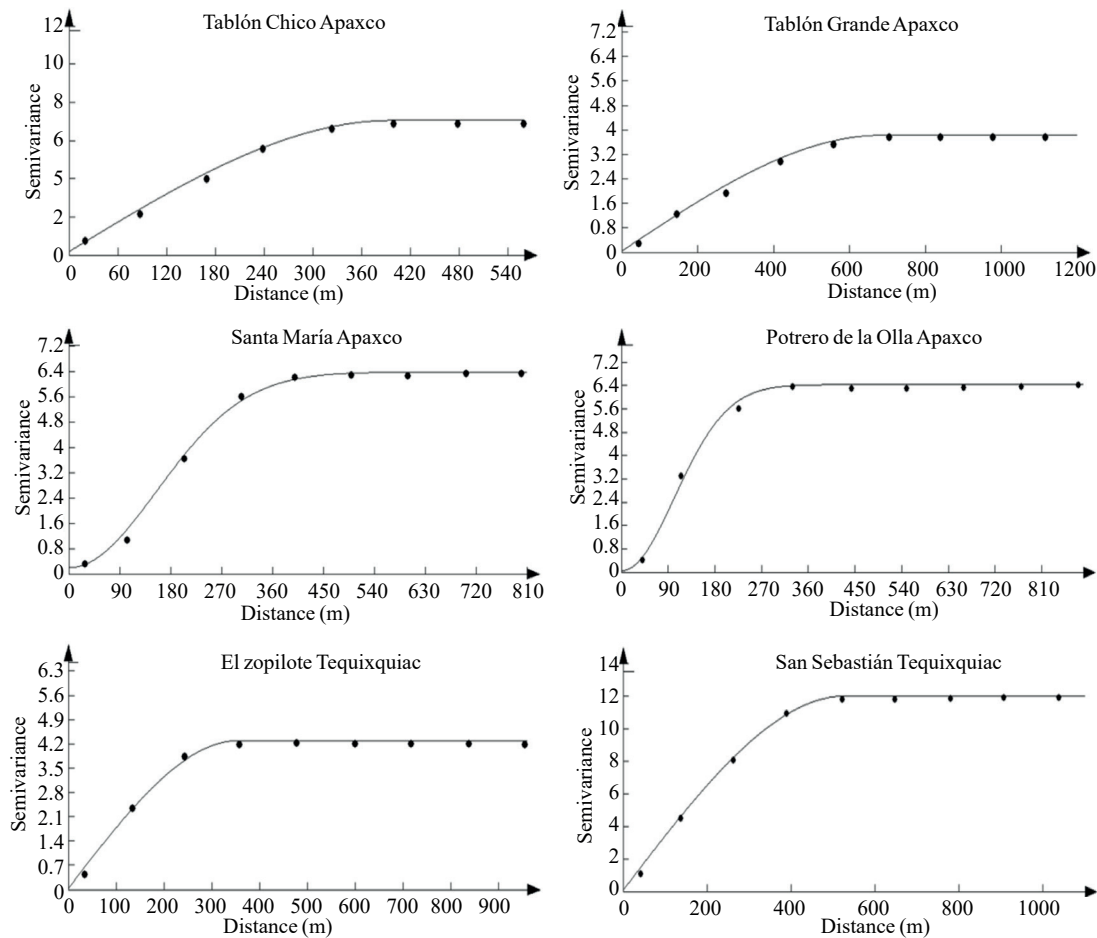 Tablón Chico Apaxco
12
10
8
6
5
2
0
Semivariance
0 60 120 180 240 300 360 420 480 540
Distance (m)
Tablón Grande Apaxco
7.2
6.4
5.6
4.8
4
3.2
2.4
1.6
0.8
0
Semivariance
0 200 400 600 800 1000 1200
Distance (m)
Santa María Apaxco
7.2
6.4
5.6
4.8
4
3.2
2.4
1.6
0.8
0
Semivariance
0 90 180 270 360 450 540 630 720 810
Distance (m)
Potrero de la Olla Apaxco
7.2
6.4
5.6
4.8
4
3.2
2.4
1.6
0.8
0
Semivariance
0 90 180 270 360 450 540 630 720 810
Distance (m)
El zopilote Tequixquiac
6.3
5.6
4.9
4.2
3.5
2.8
2.1
1.4
0.7
0
Semivariance
0 100 200 300 400 500 600 700 800 900
Distance (m)
San Sebastián Tequixquiac
14
12
10
8
6
4
2
0
Semivariance
0 200 400 600 800 1000
Distance (m)